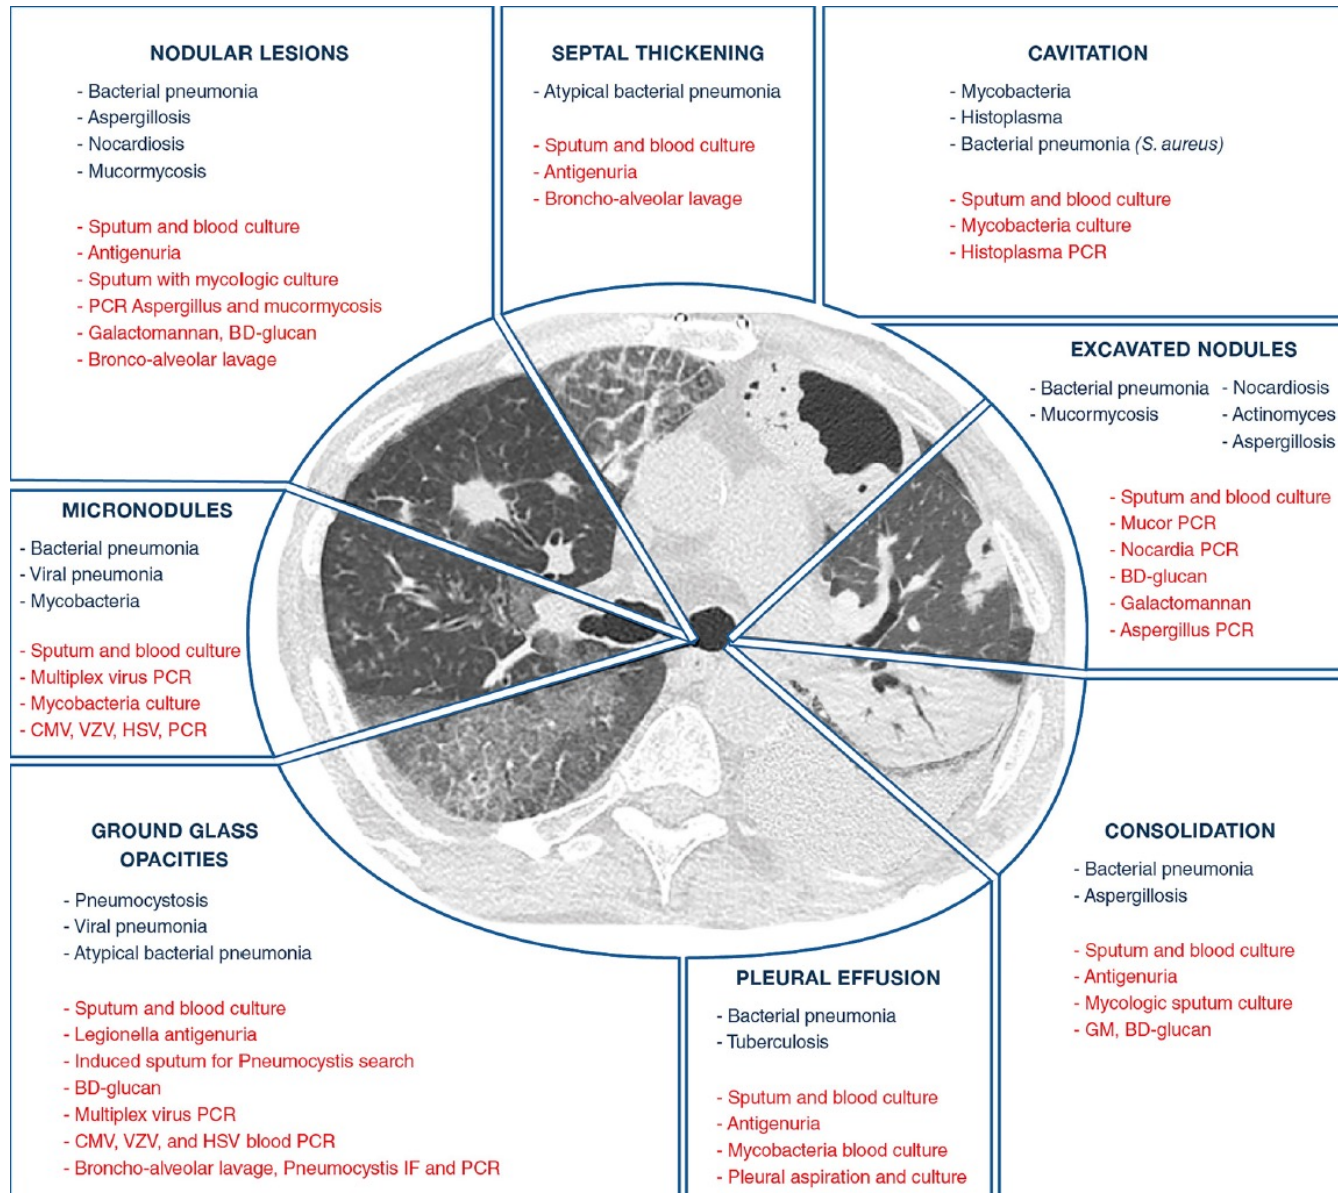 NODULAR LESIONS
- Bacterial pneumonia
- Aspergillosis
- Nocardiosis
- Mucormycosis
- Sputum and blood culture
- Antigenuria
- Sputum with mycologic culture
- PCR Aspergillus and mucormycosis
- Galactomannan, BD-glucan
- Bronco-alveolar lavage
SEPTAL THICKENING
- Atypical bacterial pneumonia
- Sputum and blood culture
- Antigenuria
- Broncho-alveolar lavage
CAVITATION
- Mycobacteria
- Histoplasma
- Bacterial pneumonia (S. aureus)
- Sputum and blood culture
- Mycobacteria culture
- Histoplasma PCR
EXCAVATED NODULES
- Bacterial pneumonia
- Mucormycosis
- Nocardiosis
- Actinomyces
- Aspergillosis
- Sputum and blood culture
- Mucor PCR
- Nocardia PCR
- BD-glucan
- Galactomannan
- Aspergillus PCR
MICRONODULES
- Bacterial pneumonia
- Viral pneumonia
- Mycobacteria
- Sputum and blood culture
- Multiplex virus PCR
- Mycobacteria culture
- CMV, VZV, HSV, PCR
GROUND GLASS
OPACITIES
- Pneumocystosis
- Viral pneumonia
- Atypical bacterial pneumonia
- Sputum and blood culture
- Legionella antigenuria
- Induced sputum for Pneumocystis search
- BD-glucan
- Multiplex virus PCR
- CMV, VZV, and HSV blood PCR
- Broncho-alveolar lavage, Pneumocystis IF and PCR
PLEURAL EFFUSION
- Bacterial pneumonia
- Tuberculosis
- Sputum and blood culture
- Antigenuria
- Mycobacteria blood culture
- Pleural aspiration and culture
CONSOLIDATION
- Bacterial pneumonia
- Aspergillosis
- Sputum and blood culture
- Antigenuria
- Mycologic sputum culture
- GM, BD-glucan